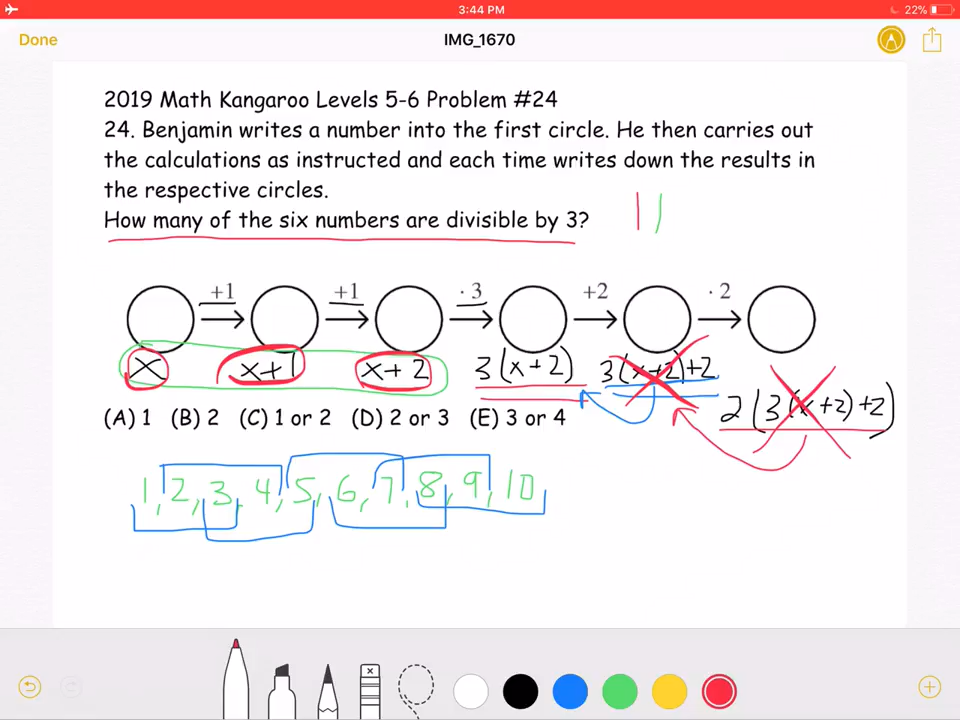 3:44 PM
22%
Done
IMG_1670
2019 Math Kangaroo Levels 5-6 Problem #24
24. Benjamin writes a number into the first circle. He then carries out
the calculations as instructed and each time writes down the results in
the respective circles.
How many of the six numbers are divisible by 3?
+1 +1 · 3 +2 · 2
x x+1 x+2 3(x+2) 3(x+2)+2
2(3(x+2)+2)
(A) 1 (B) 2 (C) 1 or 2 (D) 2 or 3 (E) 3 or 4
1, 2, 3, 4, 5, 6, 7, 8, 9, 10